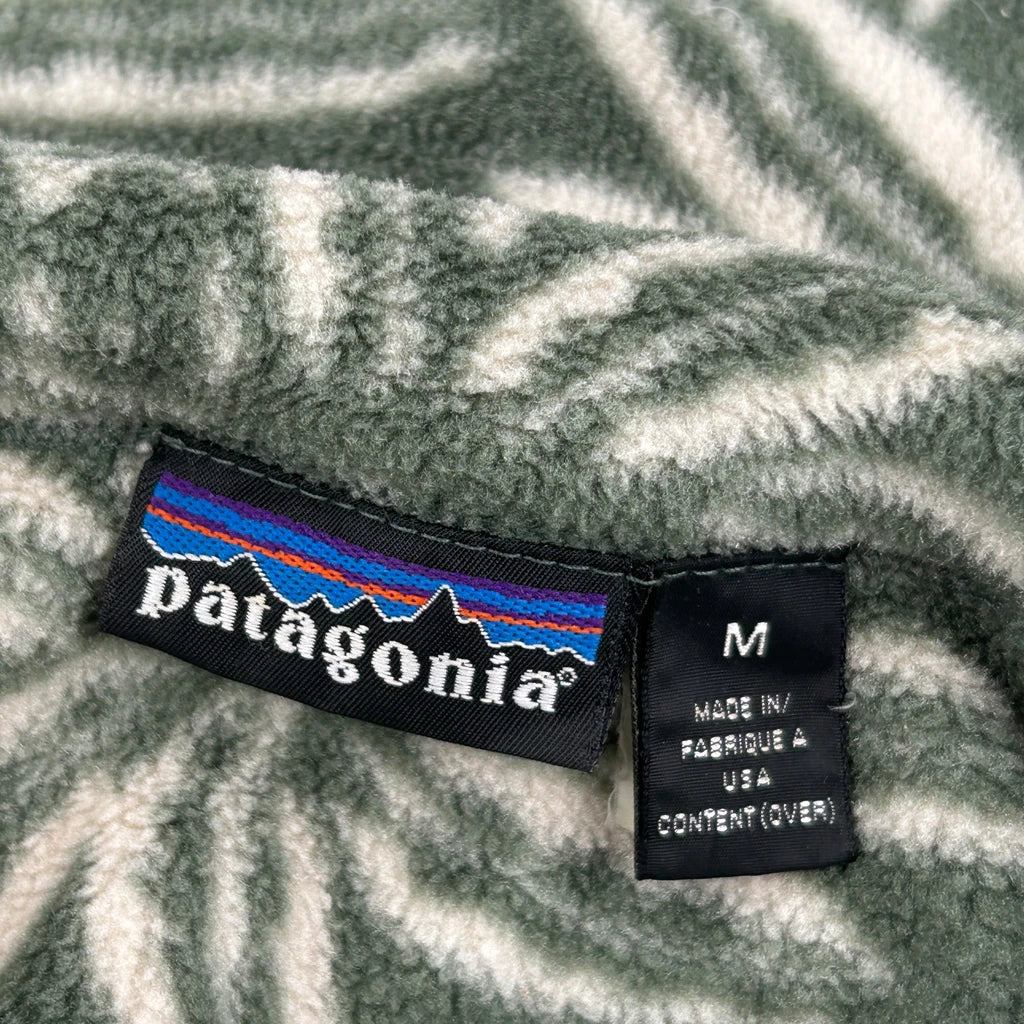 patagonia®
M
MADE IN/
FABRIQUE A
USA
CONTENT (OVER)